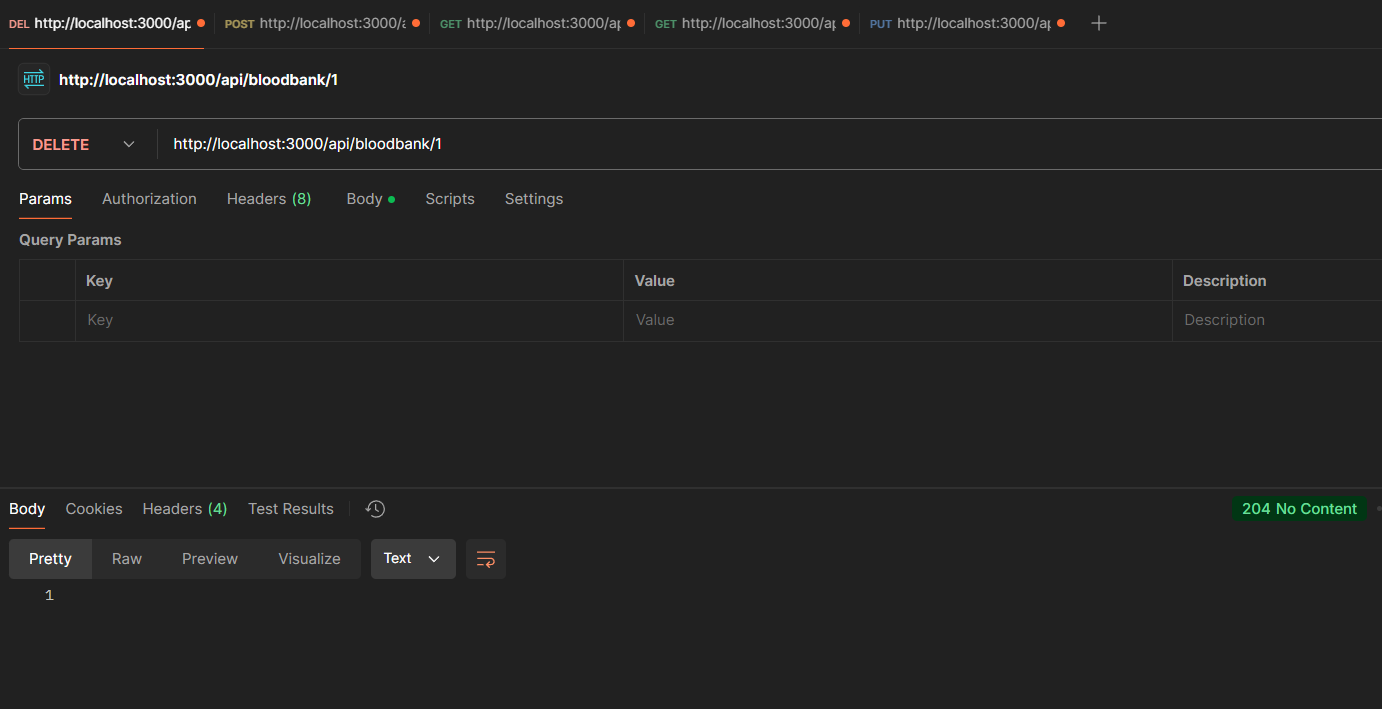 DEL http://localhost:3000/ap POST http://localhost:3000/a GET http://localhost:3000/ap GET http://localhost:3000/ap PUT http://localhost:3000/ap
HTTP http://localhost:3000/api/bloodbank/1
DELETE http://localhost:3000/api/bloodbank/1
Params Authorization Headers (8) Body Scripts Settings
Query Params
Key Value Description
Key Value Description
Body Cookies Headers (4) Test Results 204 No Content
Pretty Raw Preview Visualize Text
1